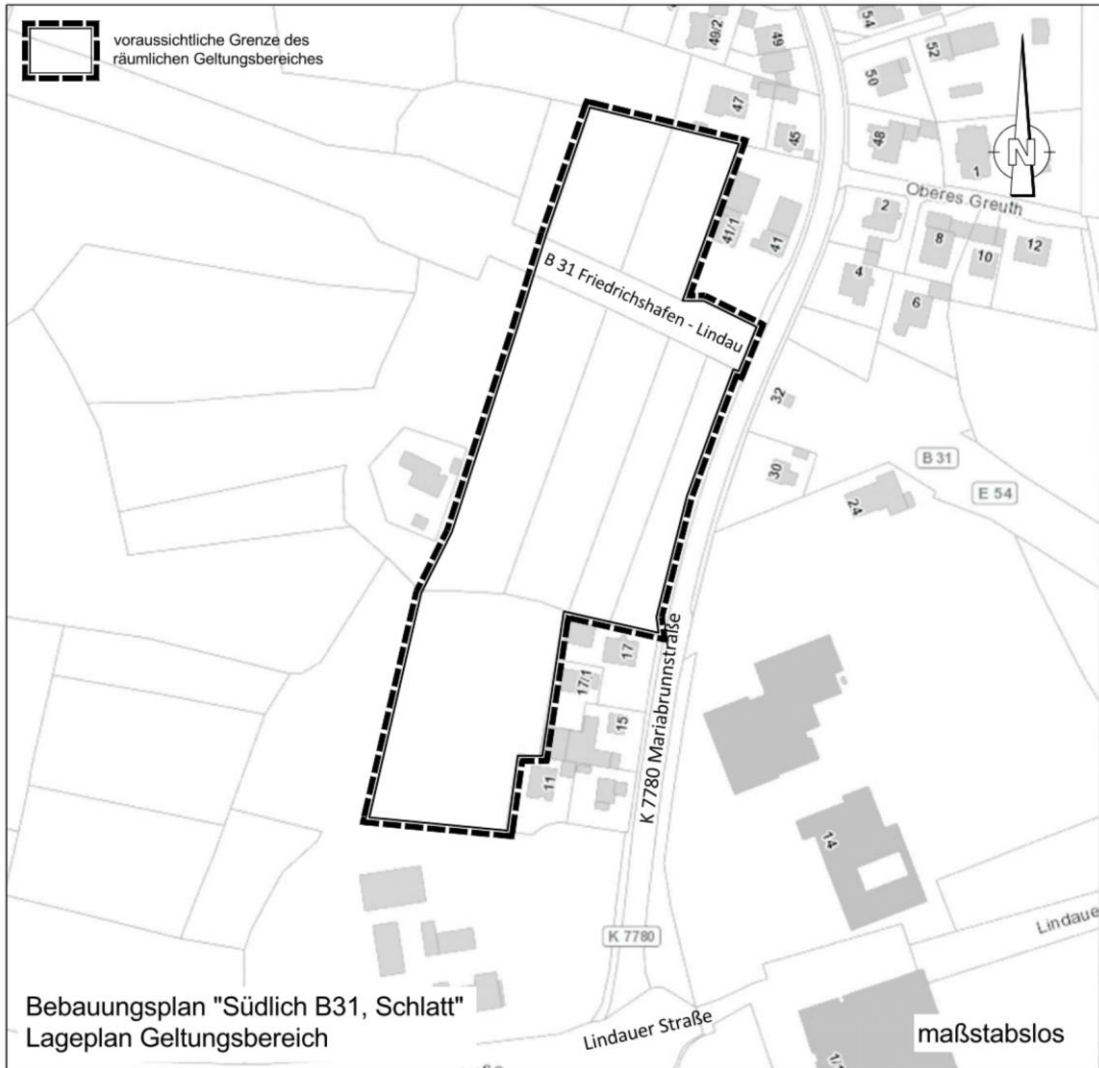 voraussichtliche Grenze des
räumlichen Geltungsbereiches
54
49/2
49
52
50
47
45
48
1
N
Oberes Greuth
2
41/1
41
8
10
12
4
6
B 31 Friedrichshafen - Lindau
32
B 31
30
E 54
24
17
17/1
15
K 7780 Mariabrunnstraße
11
14
K 7780
Lindaue
Lindauer Straße
Bebauungsplan "Südlich B31, Schlatt"
Lageplan Geltungsbereich
maßstabslos